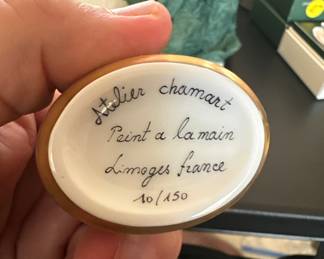 Atelier chamart
Peint a la main
Limoges france
10/150